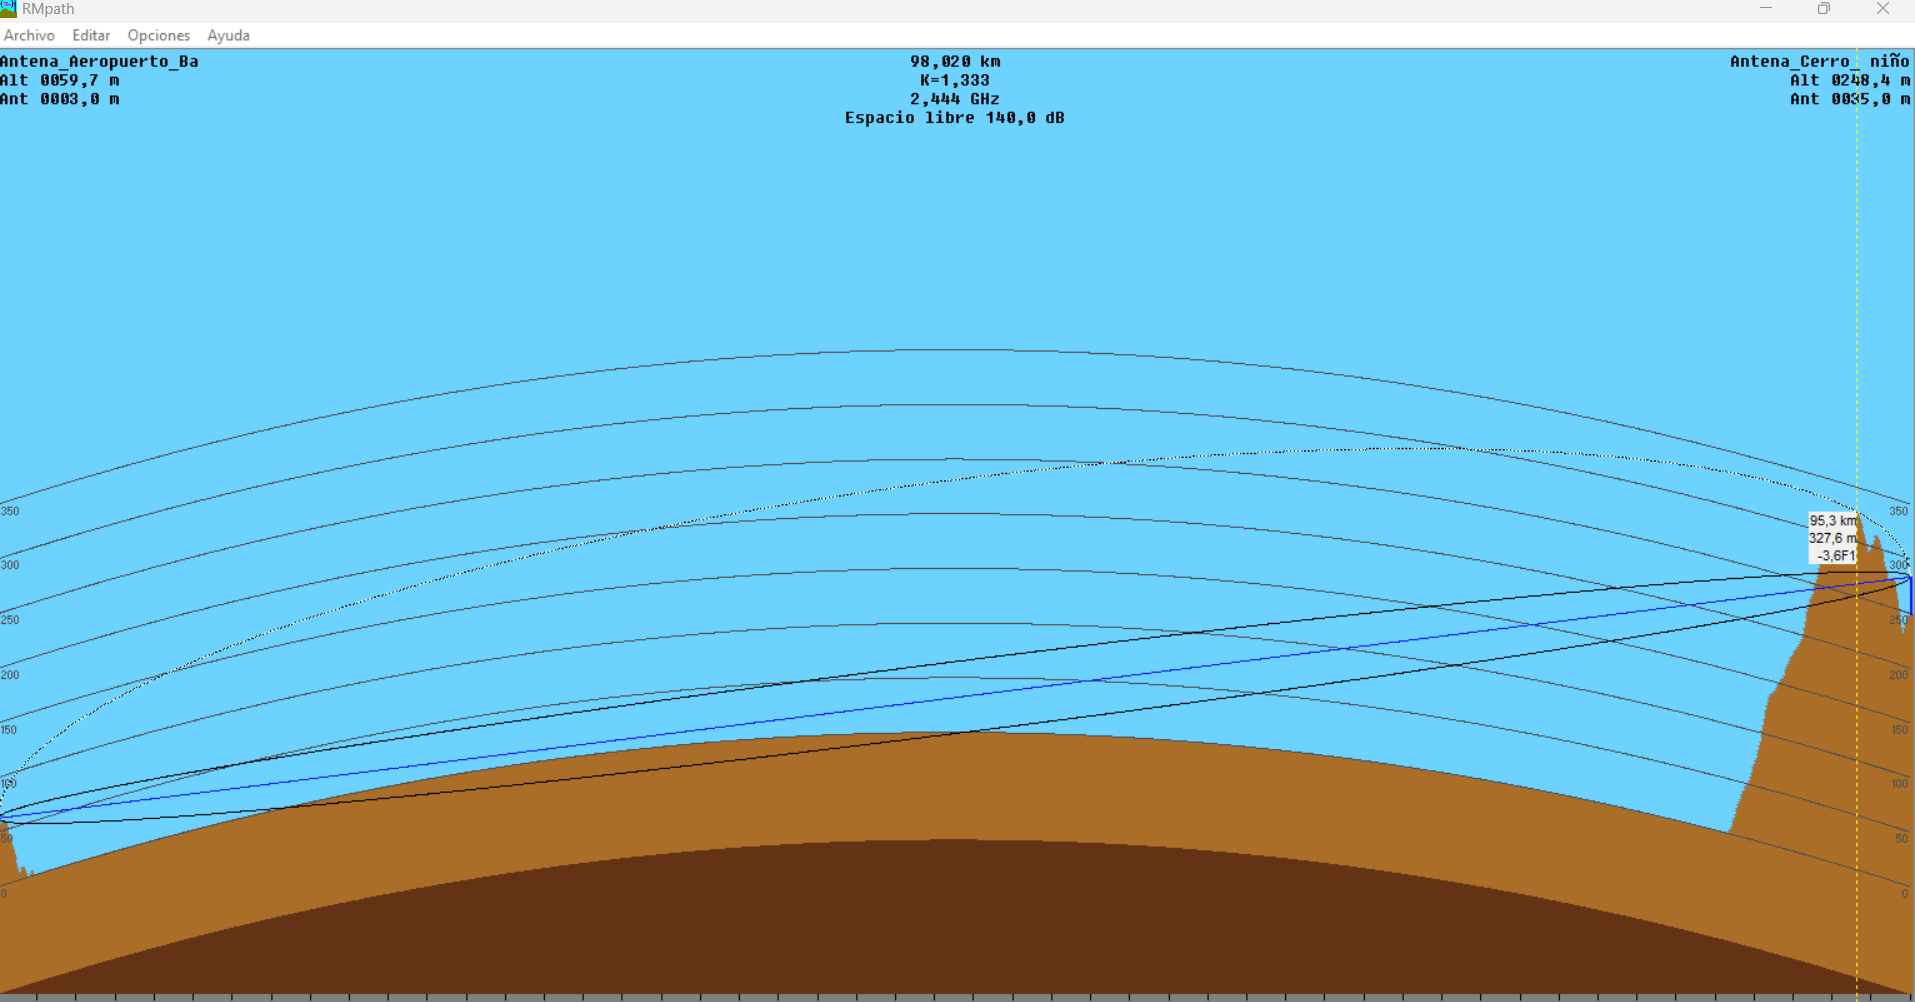 RMpath
Archivo Editar Opciones Ayuda
Antena_Aeropuerto_Ba
Alt 0059,7 m
Ant 0003,0 m
98,020 km
K=1,333
2,444 GHz
Espacio libre 140,0 dB
Antena_Cerro_ niño
Alt 0248,4 m
Ant 0035,0 m
95,3 km
327,6 m
-3,6F1
350
300
250
200
150
100
50
0
350
300
250
200
150
100
50
0